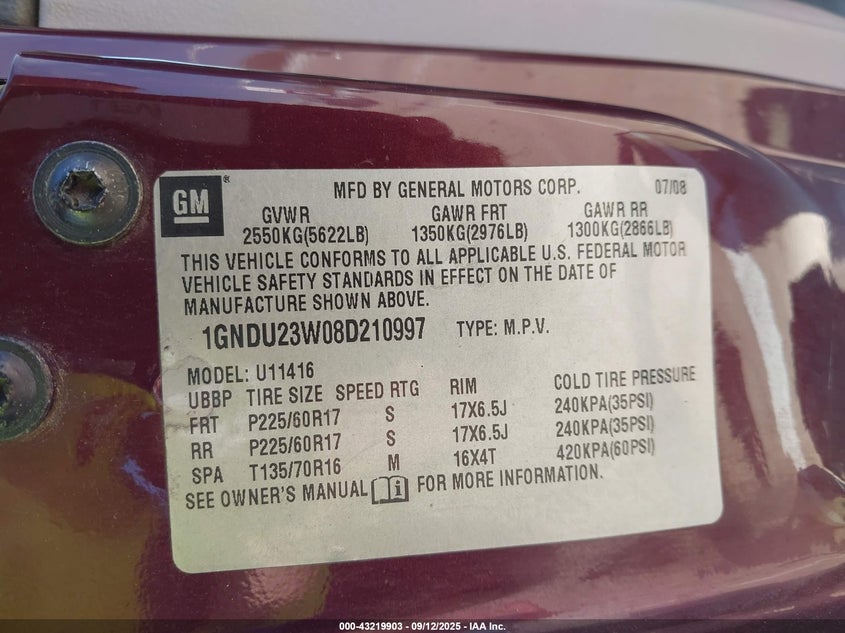 GM ®
MFD BY GENERAL MOTORS CORP. 07/08
GVWR GAWR FRT GAWR RR
2550KG(5622LB) 1350KG(2976LB) 1300KG(2866LB)
THIS VEHICLE CONFORMS TO ALL APPLICABLE U.S. FEDERAL MOTOR
VEHICLE SAFETY STANDARDS IN EFFECT ON THE DATE OF
MANUFACTURE SHOWN ABOVE.
1GNDU23W08D210997 TYPE: M.P.V.
MODEL: U11416
UBBP TIRE SIZE SPEED RTG RIM COLD TIRE PRESSURE
FRT P225/60R17 S 17X6.5J 240KPA(35PSI)
RR P225/60R17 S 17X6.5J 240KPA(35PSI)
SPA T135/70R16 M 16X4T 420KPA(60PSI)
SEE OWNER'S MANUAL i FOR MORE INFORMATION.
000-43219903 - 09/12/2025 - IAA Inc.